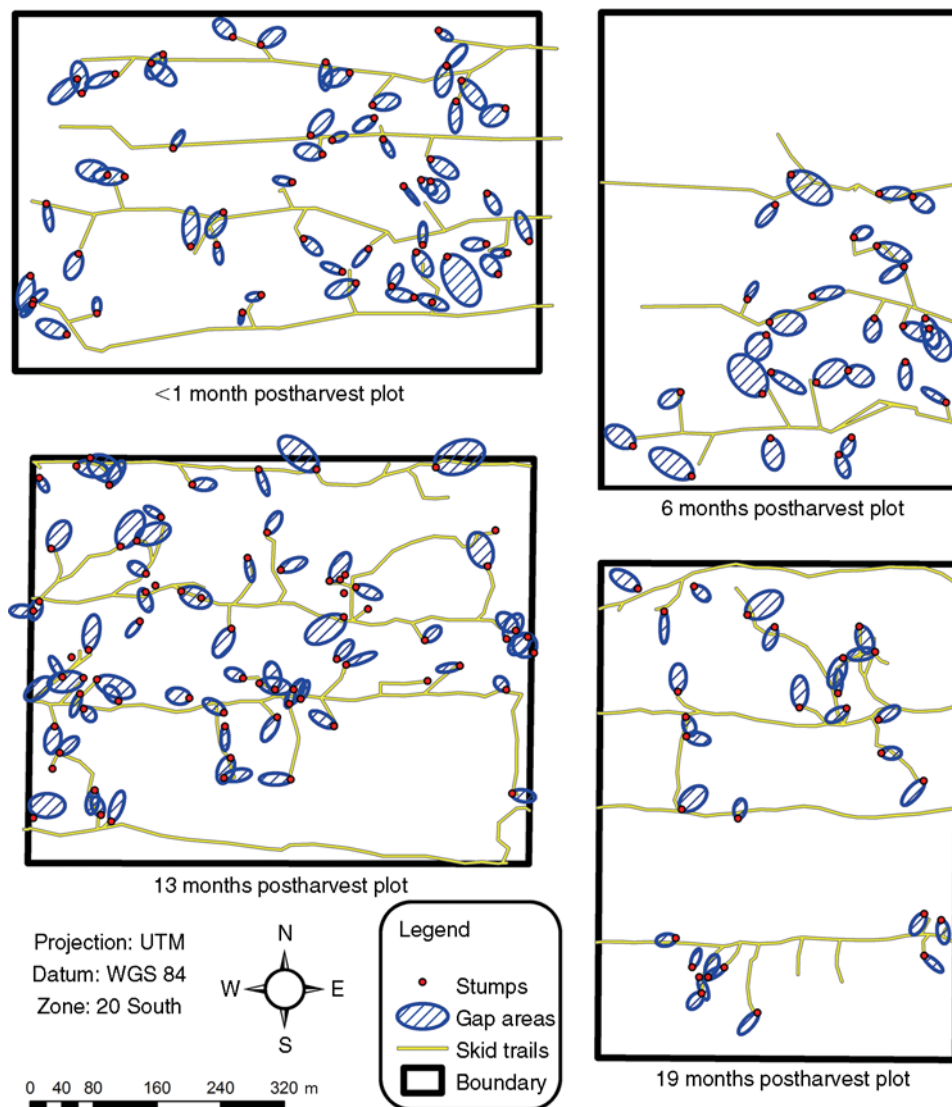 <1 month postharvest plot
6 months postharvest plot
13 months postharvest plot
19 months postharvest plot
Projection: UTM
Datum: WGS 84
Zone: 20 South
N
W E
S
0 40 80 160 240 320 m
Legend
Stumps
Gap areas
Skid trails
Boundary